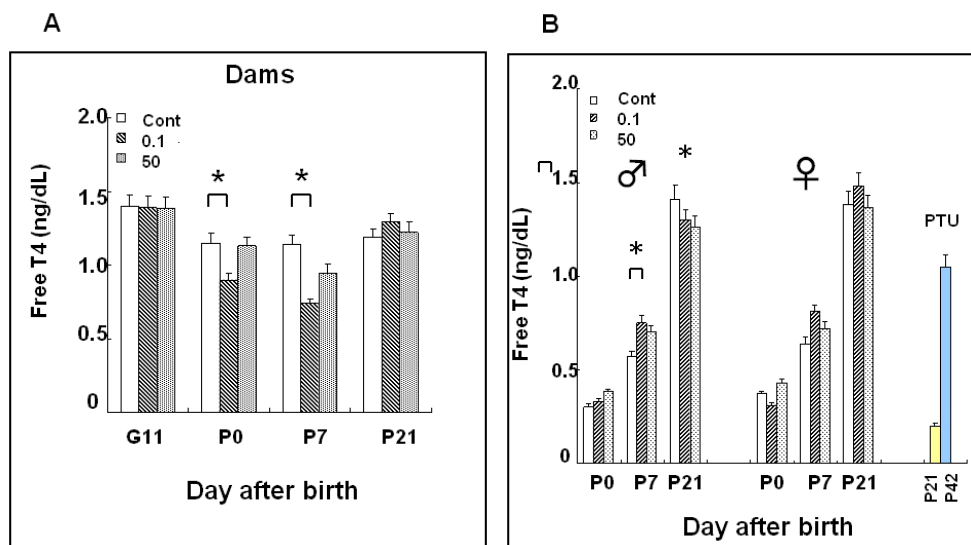 A
Dams
Free T4 (ng/dL)
2.0
1.5
1.0
0.5
0
Cont
0.1
50
*
*
G11 P0 P7 P21
Day after birth
B
Free T4 (ng/dL)
2.0
1.5
1.0
0.5
0
Cont
0.1
50
♂
*
*
♀
PTU
P0 P7 P21 P0 P7 P21 P21 P42
Day after birth